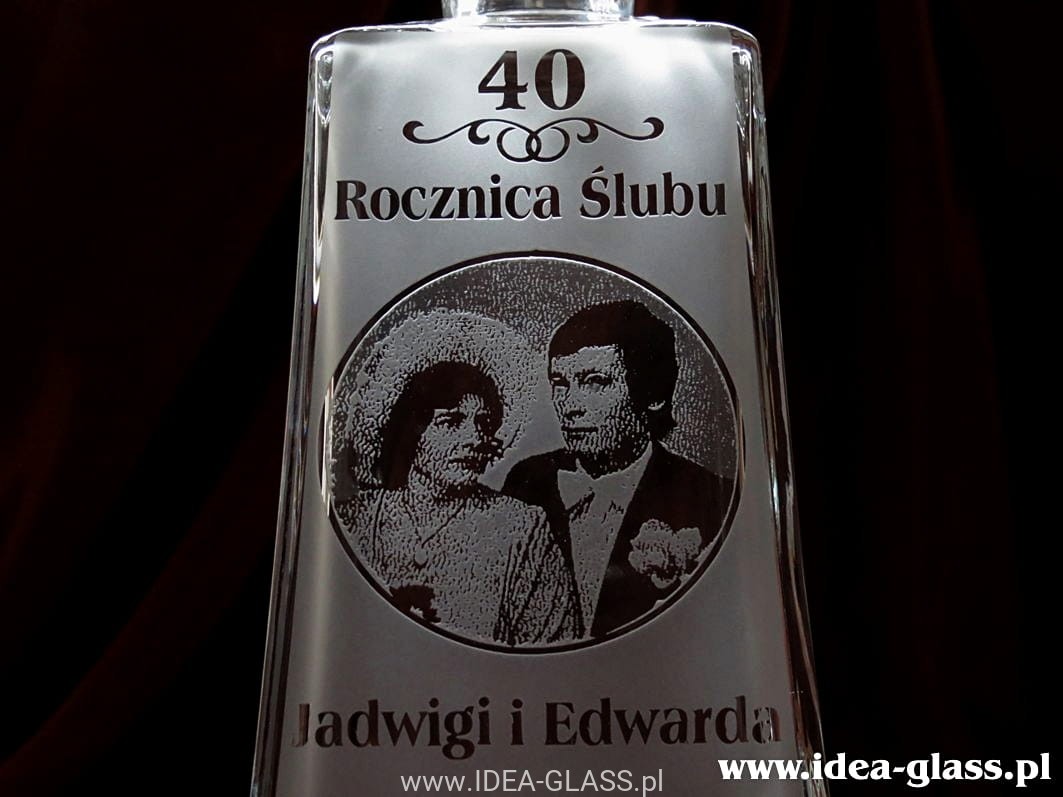 40
Rocznica Ślubu
Jadwigi i Edwarda
www.IDEA-GLASS.pl
www.idea-glass.pl